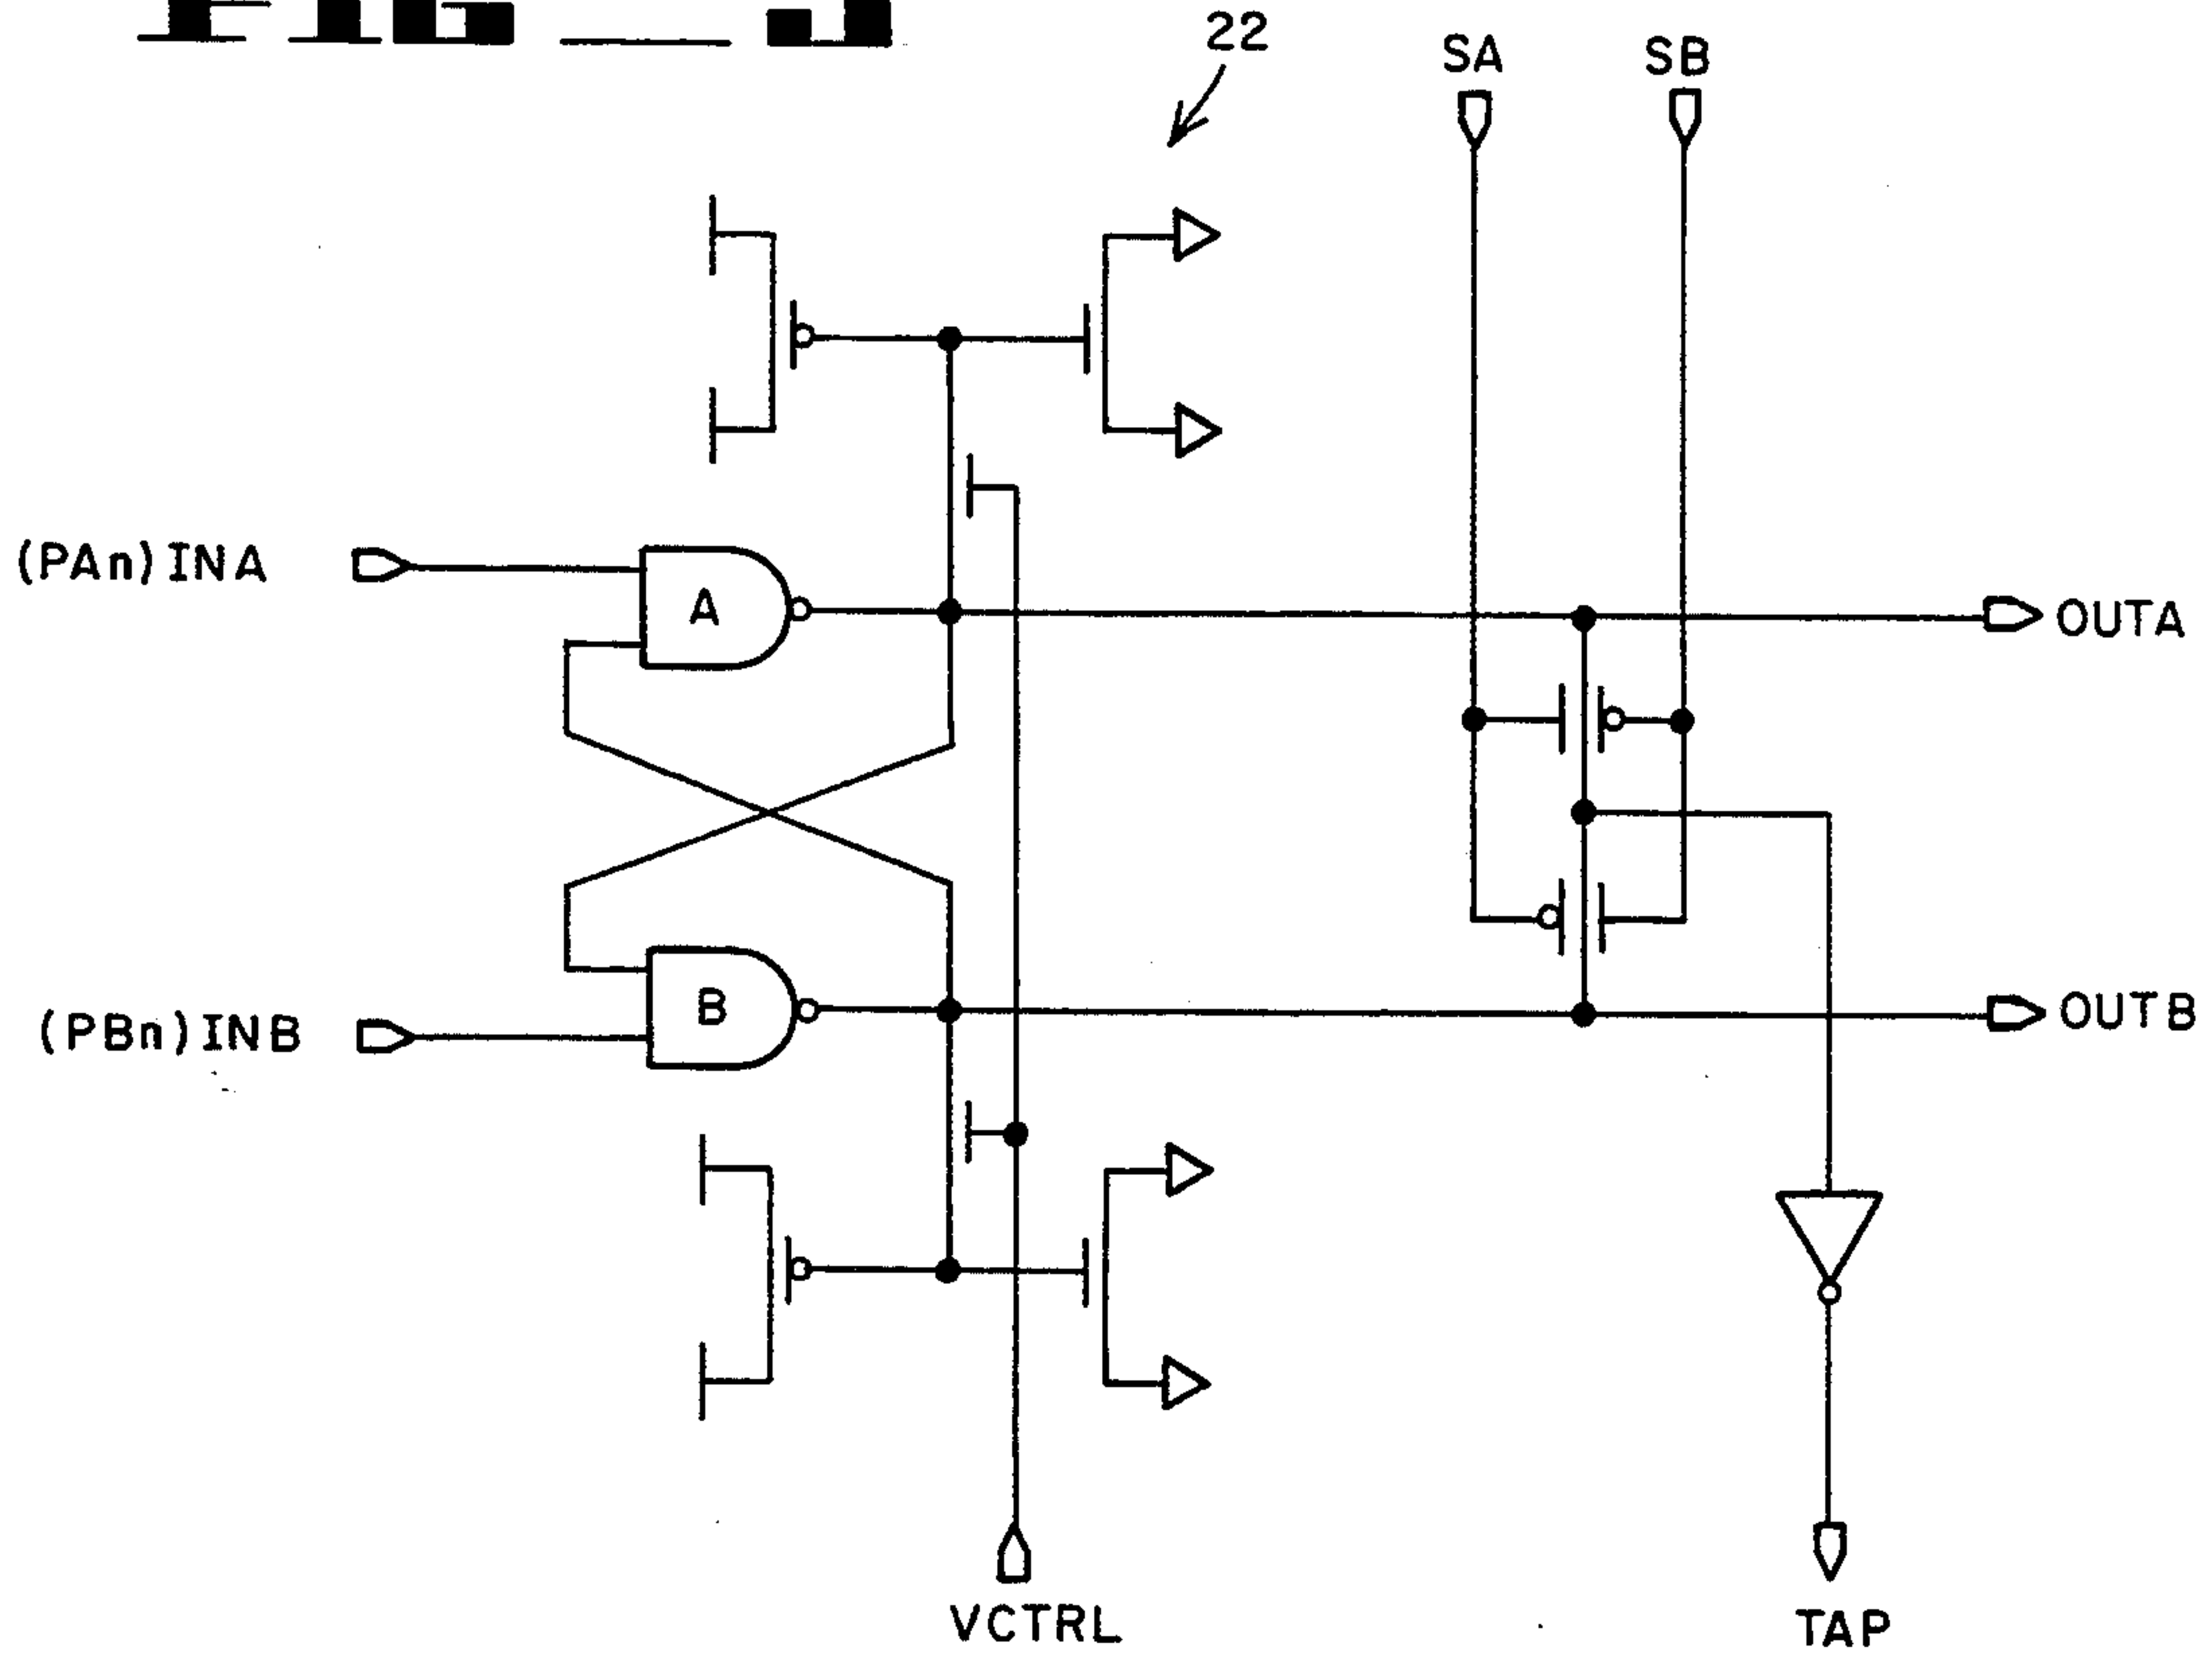 22
SA SB
(PAn) INA
A
OUTA
B
(PBn) INB
OUTB
VCTRL
TAP